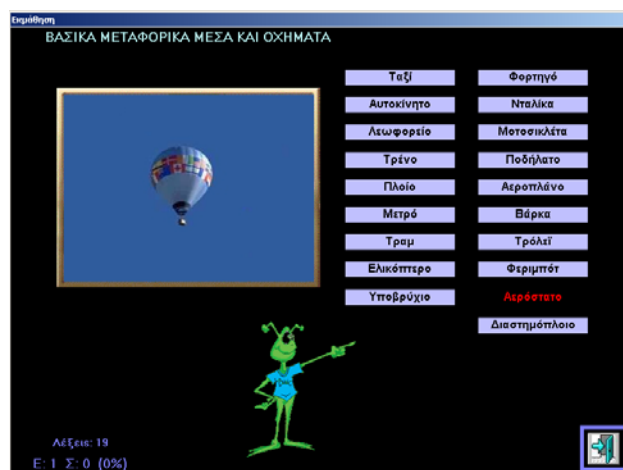 Εκμάθηση
ΒΑΣΙΚΑ ΜΕΤΑΦΟΡΙΚΑ ΜΕΣΑ ΚΑΙ ΟΧΗΜΑΤΑ
Ταξί
Αυτοκίνητο
Λεωφορείο
Τρένο
Πλοίο
Μετρό
Τραμ
Ελικόπτερο
Υποβρύχιο
Φορτηγό
Νταλίκα
Μοτοσικλέτα
Ποδήλατο
Αεροπλάνο
Βάρκα
Τρόλεϊ
Φεριμπότ
Αερόστατο
Διαστημόπλοιο
Λέξεις: 19
Ε: 1 Σ: 0 (0%)